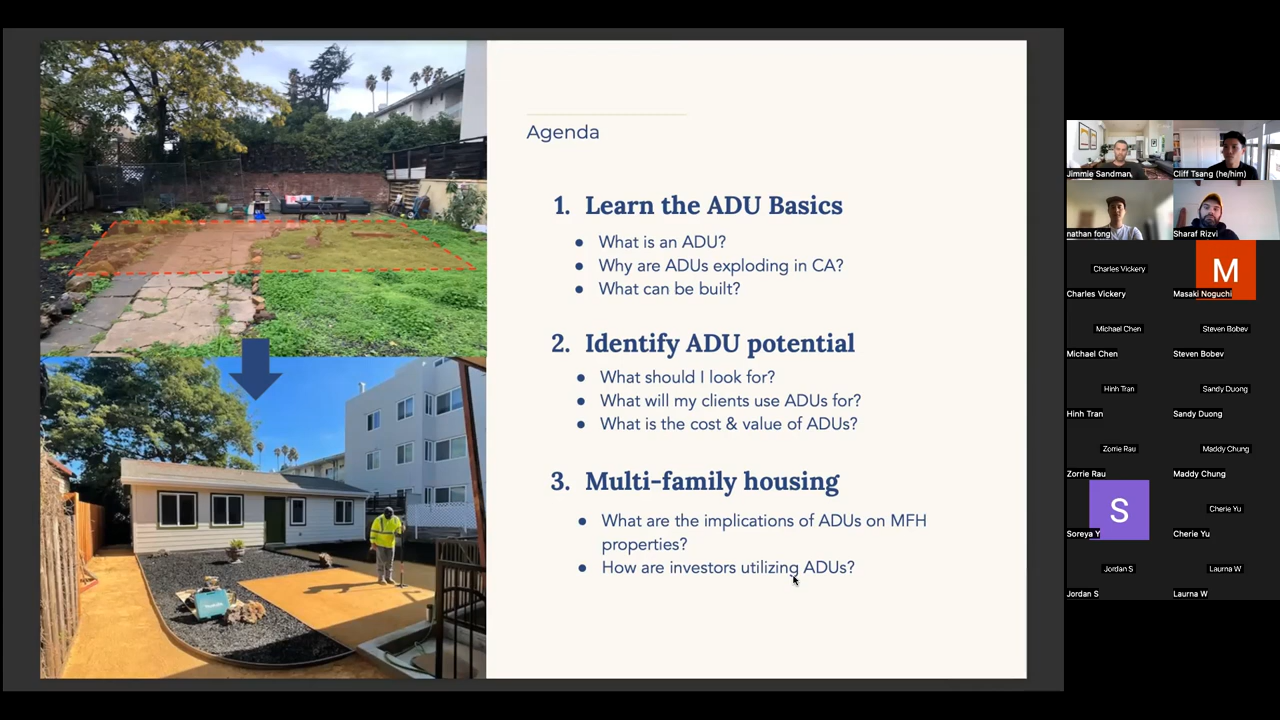 Agenda
1. Learn the ADU Basics
● What is an ADU?
● Why are ADUs exploding in CA?
● What can be built?
2. Identify ADU potential
● What should I look for?
● What will my clients use ADUs for?
● What is the cost & value of ADUs?
3. Multi-family housing
● What are the implications of ADUs on MFH
properties?
● How are investors utilizing ADUs?
Jimmie Sandman
Cliff Tsang (he/him)
nathan fong
Sharaf Rizvi
Charles Vickery
Charles Vickery
M
Masaki Noguchi
Michael Chen
Michael Chen
Steven Bobev
Steven Bobev
Hinh Tran
Hinh Tran
Sandy Duong
Sandy Duong
Zorrie Rau
Zorrie Rau
Maddy Chung
Maddy Chung
S
Soreya Y
Cherie Yu
Cherie Yu
Jordan S
Jordan S
Laurna W
Laurna W